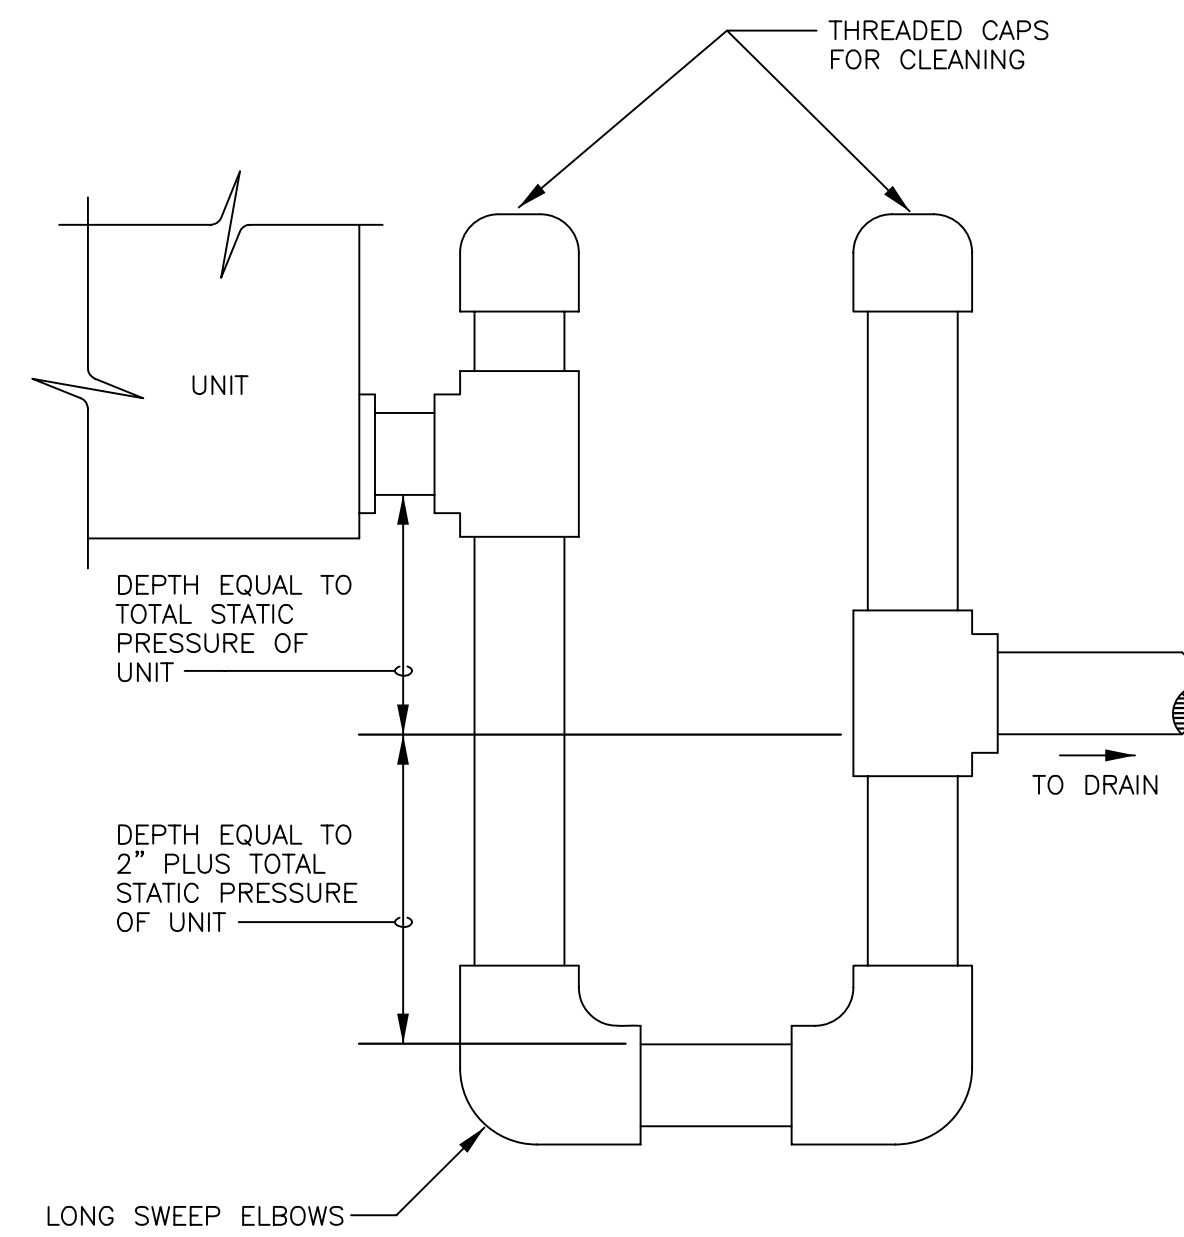 THREADED CAPS
FOR CLEANING
UNIT
DEPTH EQUAL TO
TOTAL STATIC
PRESSURE OF
UNIT
TO DRAIN
DEPTH EQUAL TO
2” PLUS TOTAL
STATIC PRESSURE
OF UNIT
LONG SWEEP ELBOWS